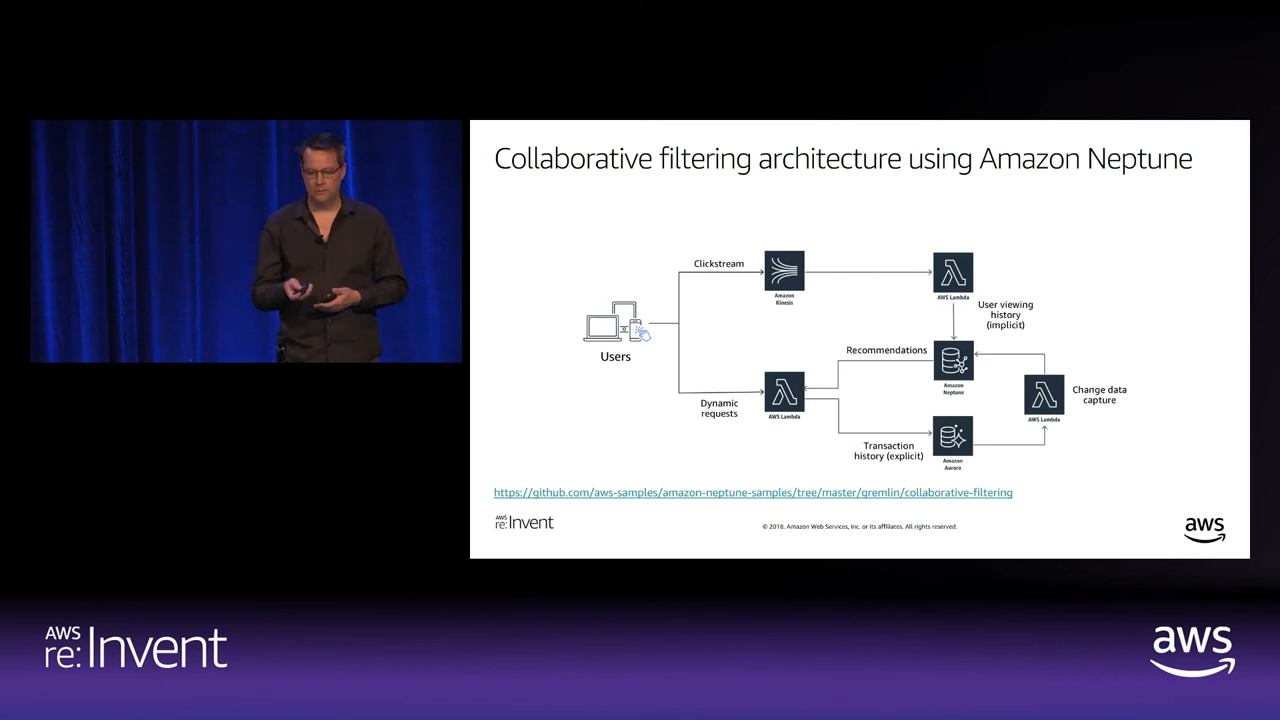 Collaborative filtering architecture using Amazon Neptune
Clickstream
Amazon
Kinesis
AWS Lambda
User viewing
history
(implicit)
Users
Recommendations
Amazon
Neptune
Dynamic
requests
AWS Lambda
Change data
capture
AWS Lambda
Transaction
history (explicit)
Amazon
Aurora
https://github.com/aws-samples/amazon-neptune-samples/tree/master/gremlin/collaborative-filtering
AWS
re:Invent
© 2018, Amazon Web Services, Inc. or its affiliates. All rights reserved.
aws
AWS
re:Invent
aws